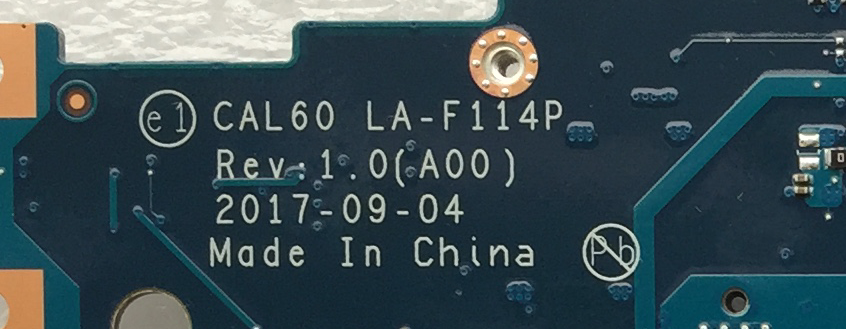 e1 CAL60 LA-F114P
Rev:1.0(A00)
2017-09-04
Made In China
Pb